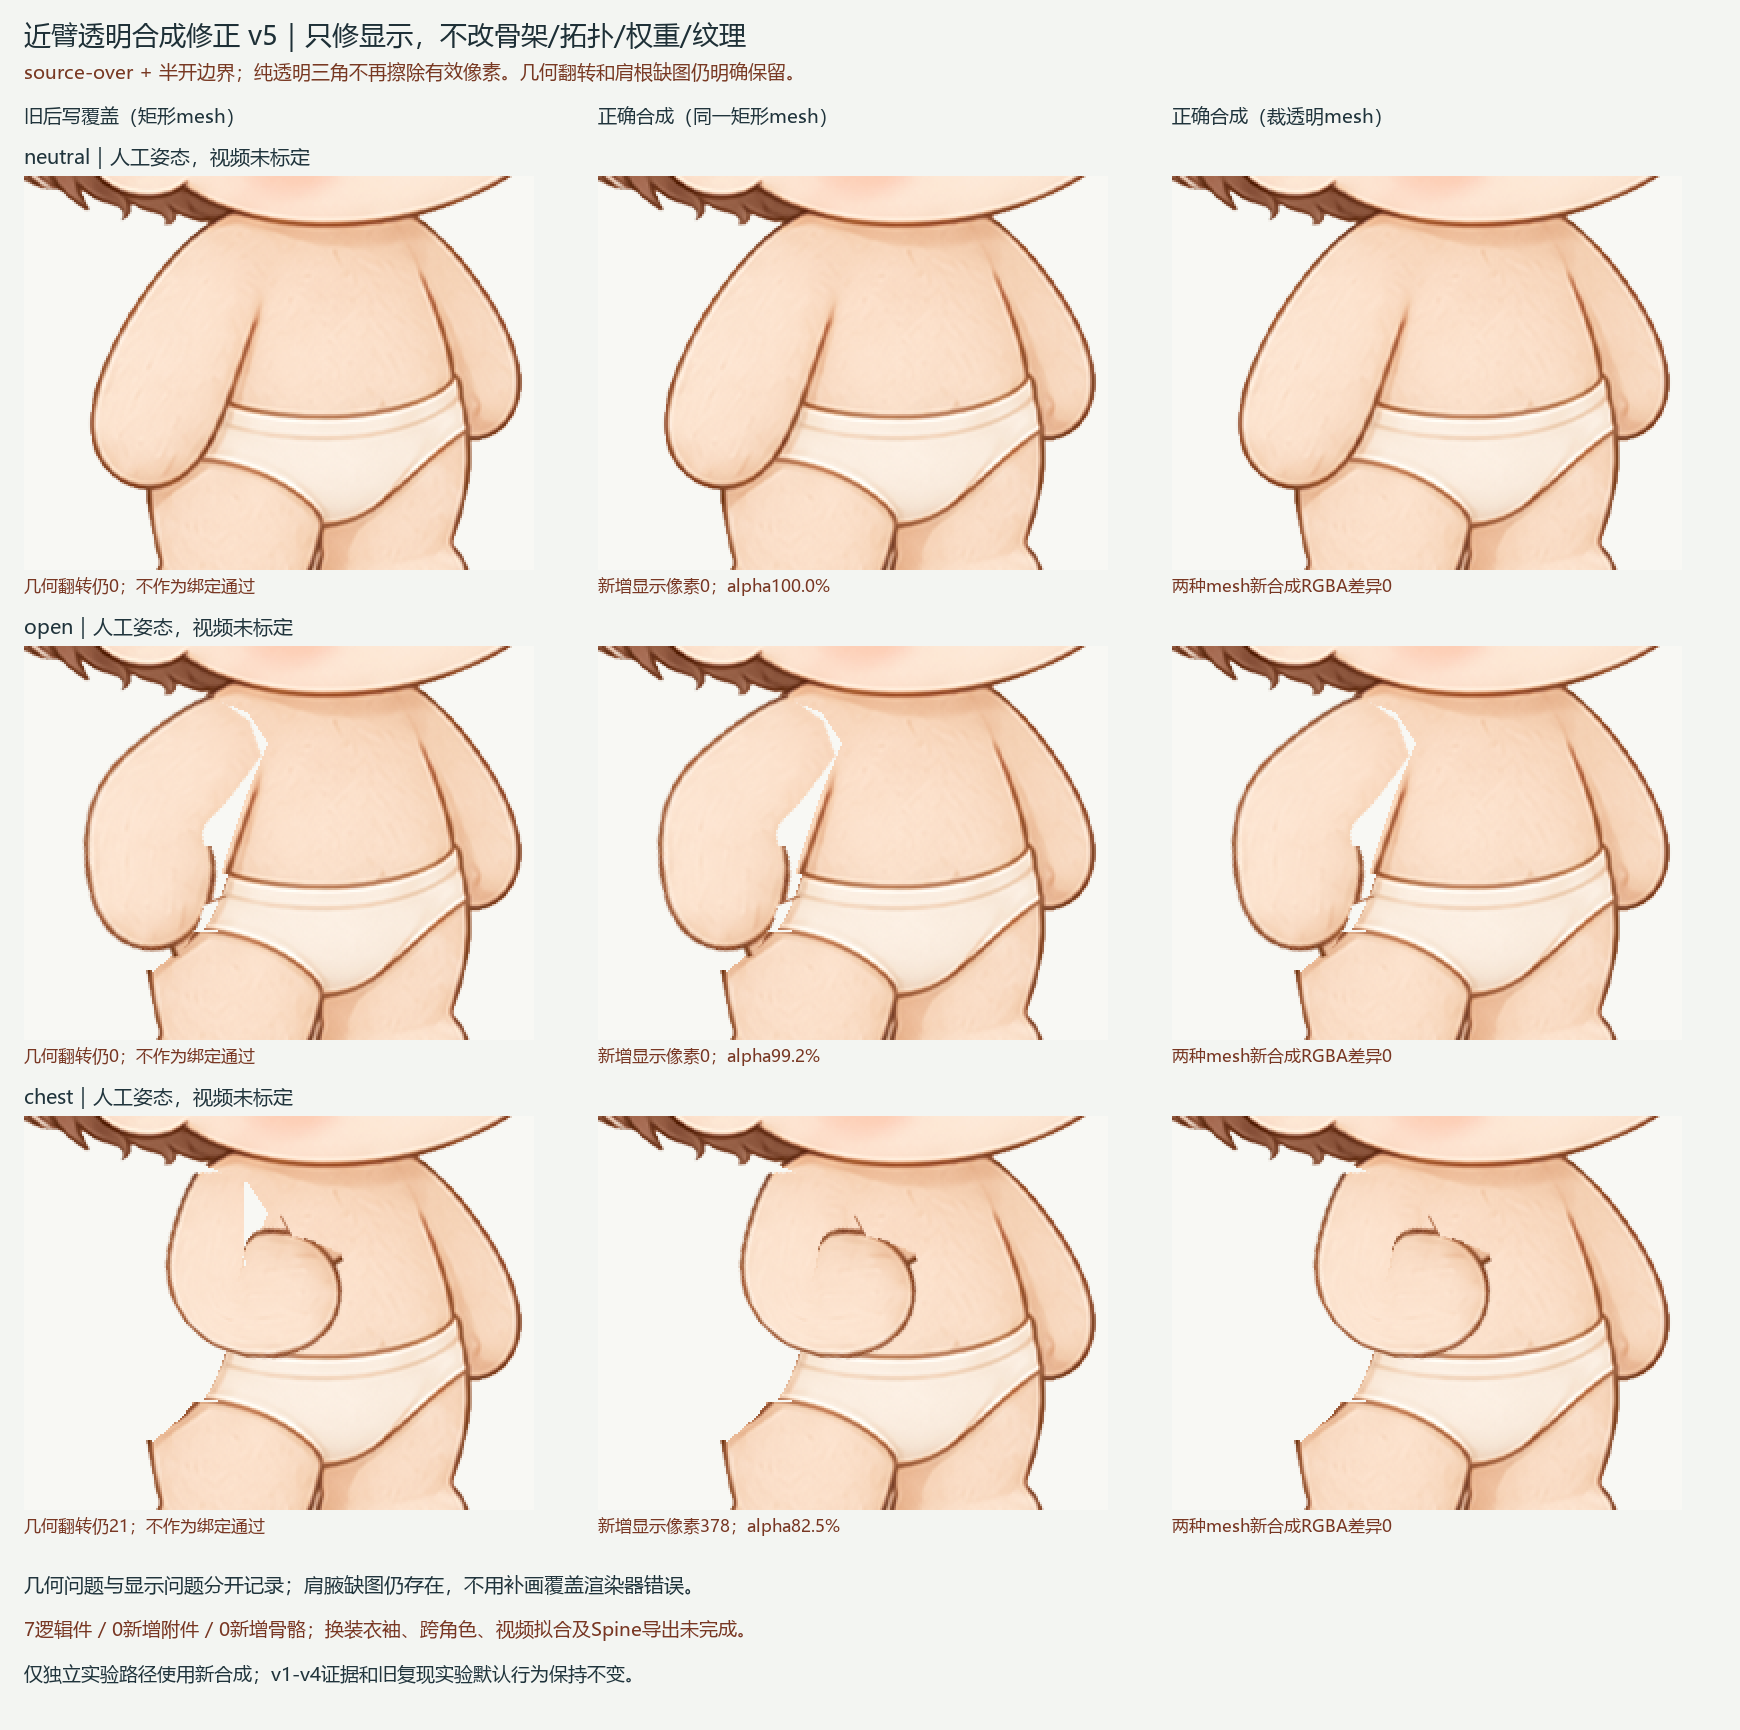 近臂透明合成修正 v5｜只修显示，不改骨架/拓扑/权重/纹理
source-over + 半开边界；纯透明三角不再擦除有效像素。几何翻转和肩根缺图仍明确保留。
旧后写覆盖（矩形mesh） 正确合成（同一矩形mesh） 正确合成（裁透明mesh）
neutral｜人工姿态，视频未标定
几何翻转仍0；不作为绑定通过 新增显示像素0；alpha100.0% 两种mesh新合成RGBA差异0
open｜人工姿态，视频未标定
几何翻转仍0；不作为绑定通过 新增显示像素0；alpha99.2% 两种mesh新合成RGBA差异0
chest｜人工姿态，视频未标定
几何翻转仍21；不作为绑定通过 新增显示像素378；alpha82.5% 两种mesh新合成RGBA差异0
几何问题与显示问题分开记录；肩腋缺图仍存在，不用补画覆盖渲染器错误。
7逻辑件 / 0新增附件 / 0新增骨骼；换装衣袖、跨角色、视频拟合及Spine导出未完成。
仅独立实验路径使用新合成；v1-v4证据和旧复现实验默认行为保持不变。